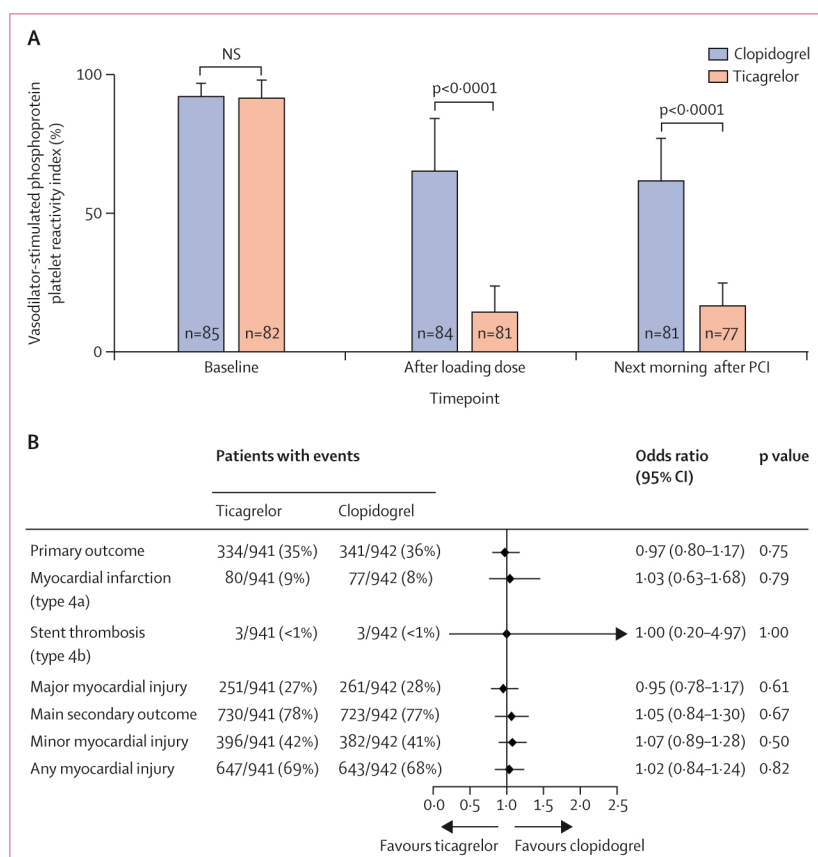 A
NS
Clopidogrel
Ticagrelor
p<0·0001
p<0·0001
100
50
0
Vasodilator-stimulated phosphoprotein
platelet reactivity index (%)
n=85
n=82
n=84
n=81
n=81
n=77
Baseline
After loading dose
Next morning after PCI
Timepoint
B
Patients with events
Odds ratio
(95% CI)
p value
Ticagrelor
Clopidogrel
Primary outcome 334/941 (35%) 341/942 (36%) 0·97 (0·80–1·17) 0·75
Myocardial infarction 80/941 (9%) 77/942 (8%) 1·03 (0·63–1·68) 0·79
(type 4a)
Stent thrombosis 3/941 (<1%) 3/942 (<1%) 1·00 (0·20–4·97) 1·00
(type 4b)
Major myocardial injury 251/941 (27%) 261/942 (28%) 0·95 (0·78–1·17) 0·61
Main secondary outcome 730/941 (78%) 723/942 (77%) 1·05 (0·84–1·30) 0·67
Minor myocardial injury 396/941 (42%) 382/942 (41%) 1·07 (0·89–1·28) 0·50
Any myocardial injury 647/941 (69%) 643/942 (68%) 1·02 (0·84–1·24) 0·82
0·0 0·5 1·0 1·5 2·0 2·5
Favours ticagrelor Favours clopidogrel